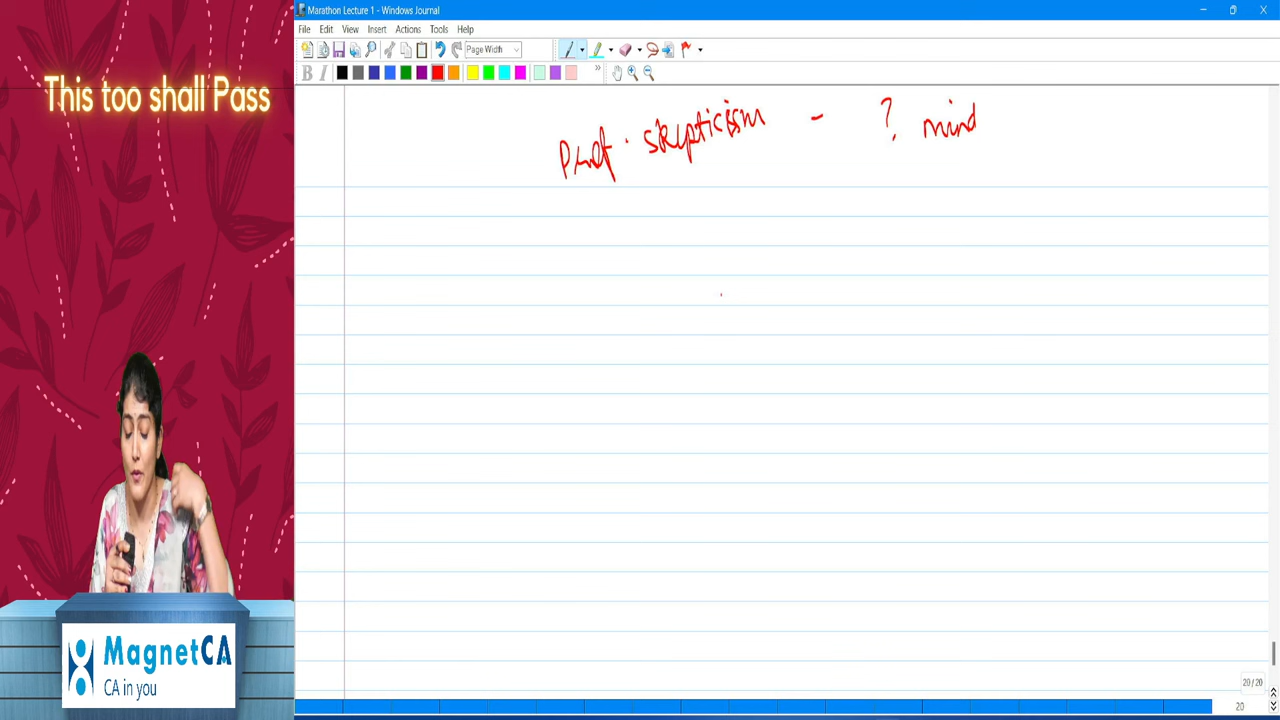 Marathon Lecture 1 - Windows Journal
File Edit View Insert Actions Tools Help
Page Width
B I
This too shall Pass
Prof. skepticism - ? mind
MagnetCA
CA in you
20/20
20